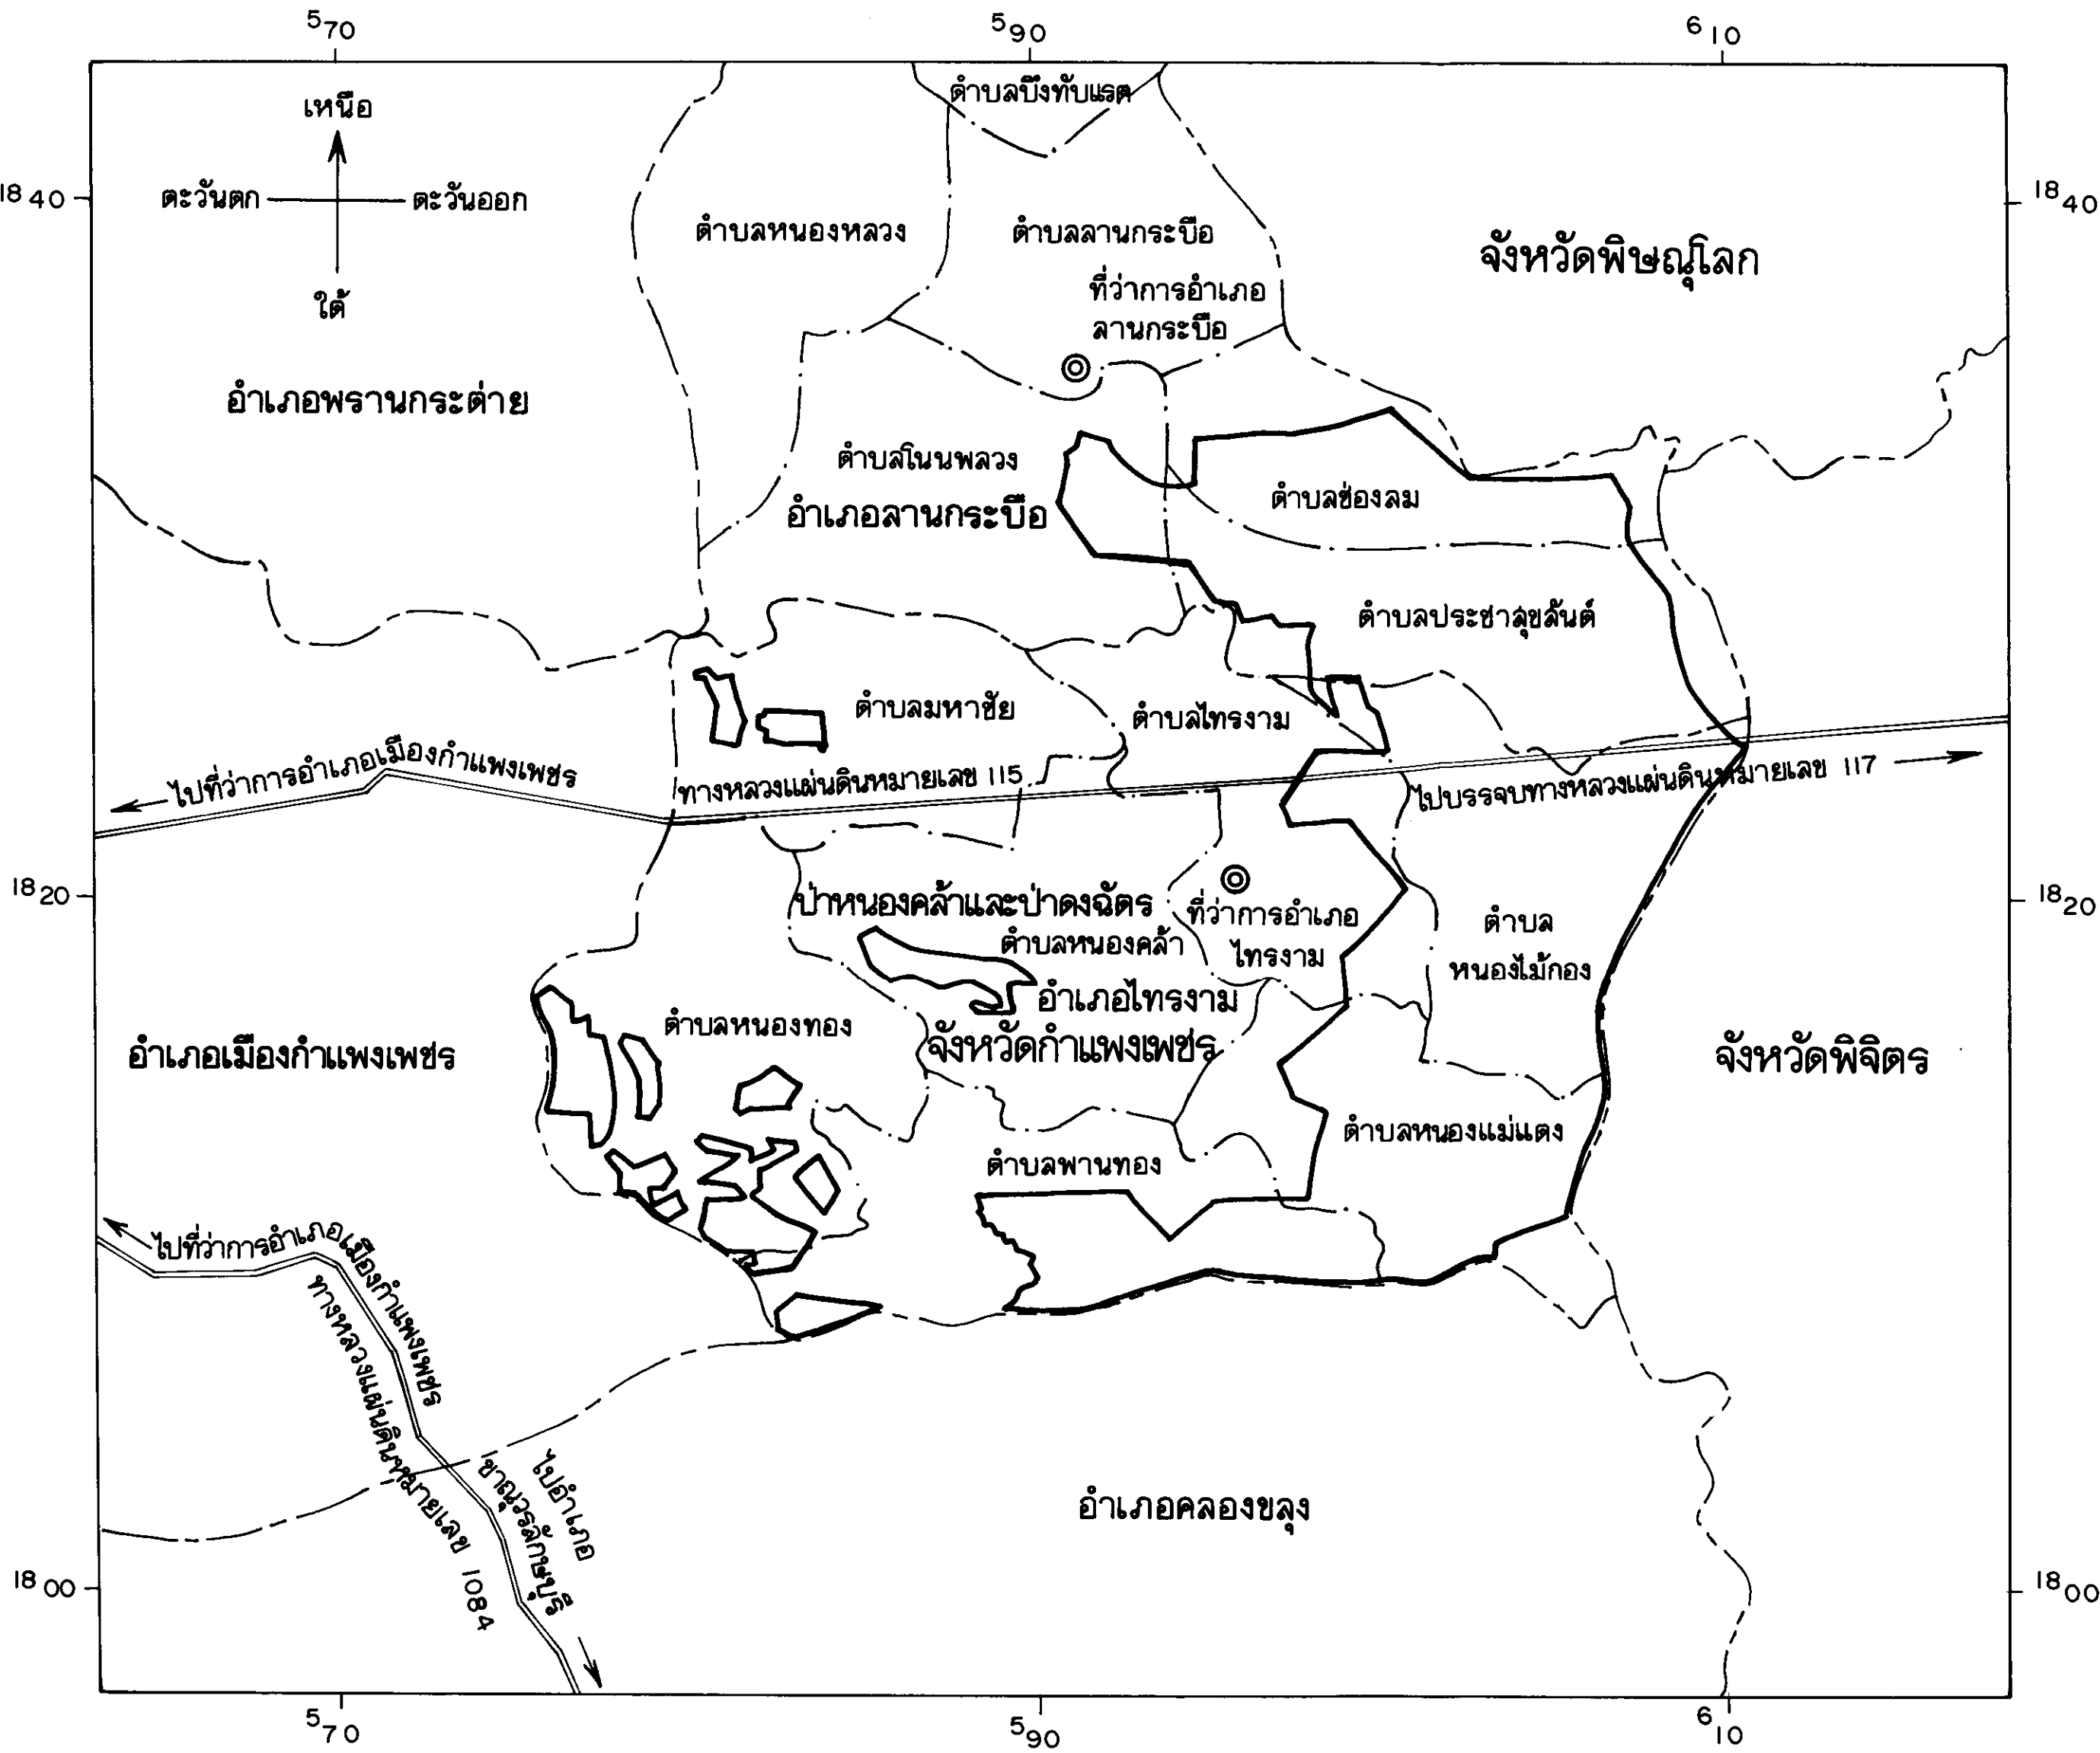 570 590 610
ตำบลบึงทับแรต
เหนือ
1840 ตะวันตก ตะวันออก 1840
ใต้
ตำบลหนองหลวง
ตำบลลานกระบือ
จังหวัดพิษณุโลก
ที่ว่าการอำเภอ
ลานกระบือ
อำเภอพรานกระต่าย
ตำบลโนนพลวง
ตำบลช่องลม
อำเภอลานกระบือ
ตำบลประชาสุขสันต์
ตำบลมหาชัย
ตำบลไทรงาม
ไปที่ว่าการอำเภอเมืองกำแพงเพชร
ทางหลวงแผ่นดินหมายเลข 115
ไปบรรจบทางหลวงแผ่นดินหมายเลข 117
1820 1820
ป่าหนองคล้าและป่าดงฉัตร
ที่ว่าการอำเภอ
ไทรงาม
ตำบล
หนองไม้กอง
ตำบลหนองคล้า
อำเภอไทรงาม
ตำบลหนองทอง
จังหวัดกำแพงเพชร
อำเภอเมืองกำแพงเพชร
จังหวัดพิจิตร
ตำบลหนองแม่แตง
ตำบลพานทอง
ไปที่ว่าการอำเภอเมืองกำแพงเพชร
ทางหลวงแผ่นดินหมายเลข 1084
ไปอำเภอ
ขาณุวรลักษบุรี
อำเภอคลองขลุง
1800 1800
570 590 610